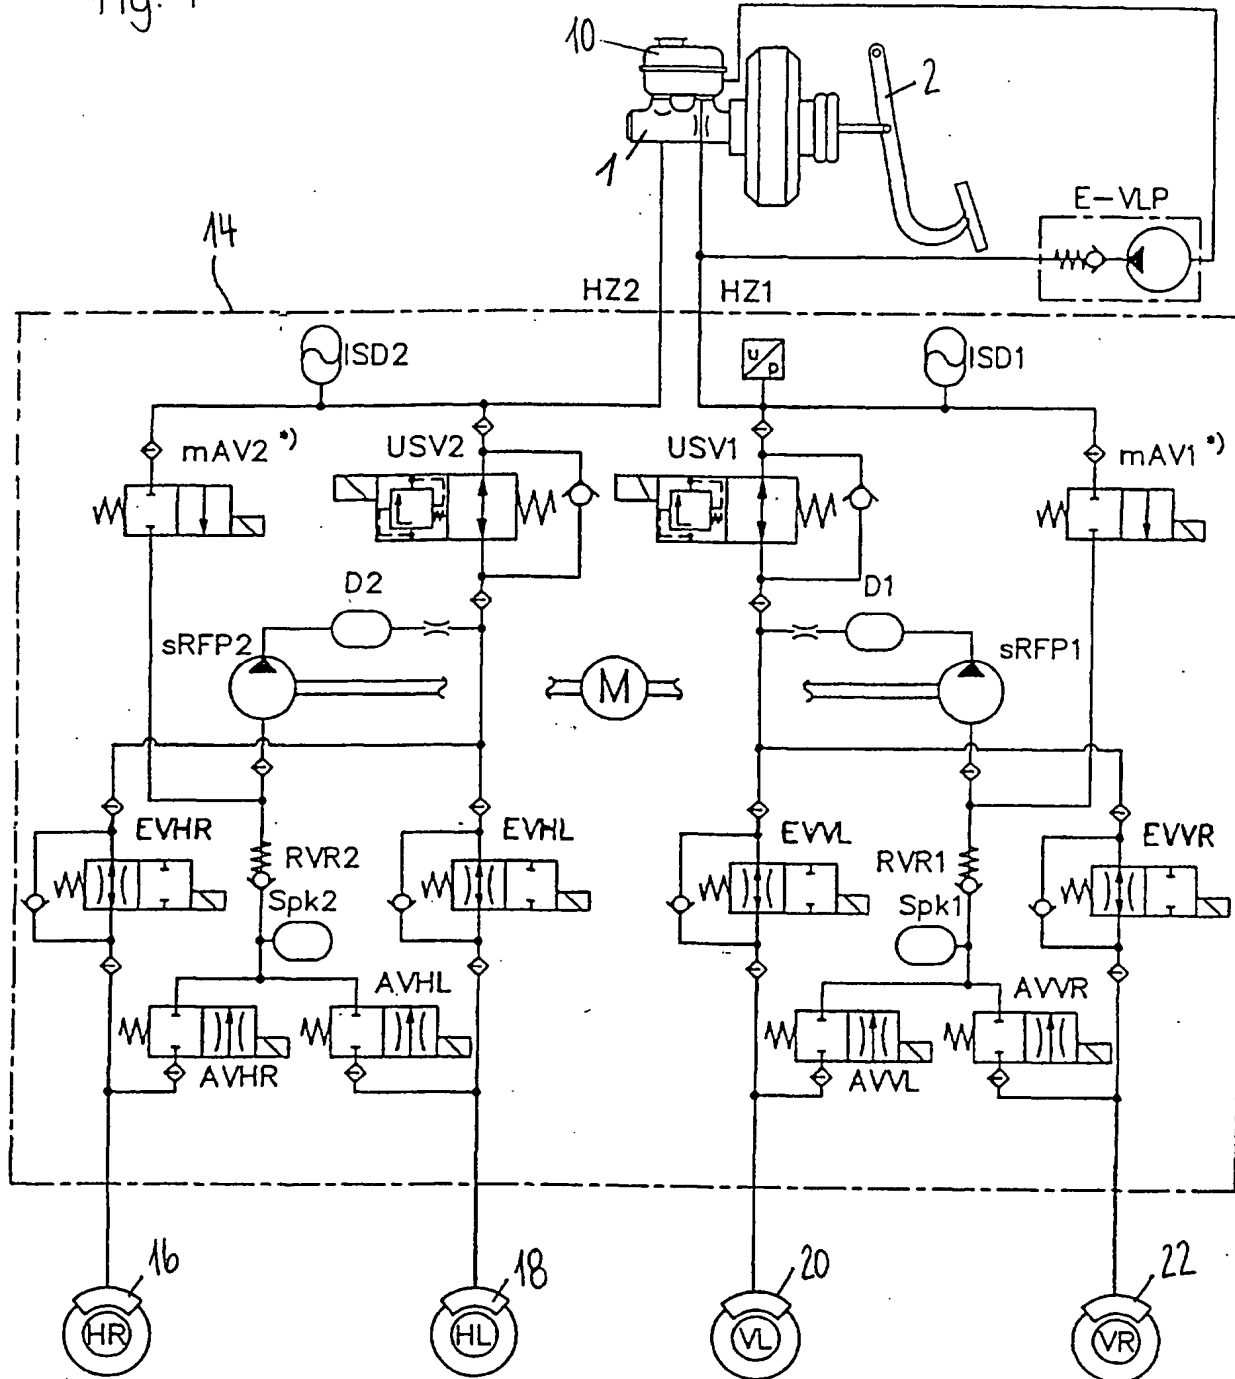 Fig. 1
10
2
1
E-VLP
14
HZ2
HZ1
ISD2
u/p
ISD1
mAV2 *)
USV2
USV1
mAV1 *)
D2
D1
sRFP2
M
sRFP1
EVHR
EVHL
EVVL
EVVR
RVR2
RVR1
Spk2
Spk1
AVHL
AVVR
AVHR
AVVL
16
18
20
22
HR
HL
VL
VR